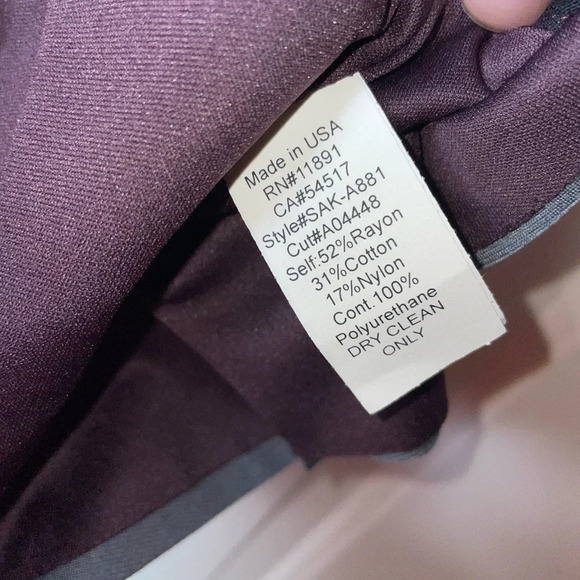 Made in USA
RN#11891
CA#54517
Style#SAK-A881
Cut#A04448
Self:52%Rayon
31%Cotton
17%Nylon
Cont.100%
Polyurethane
DRY CLEAN
ONLY